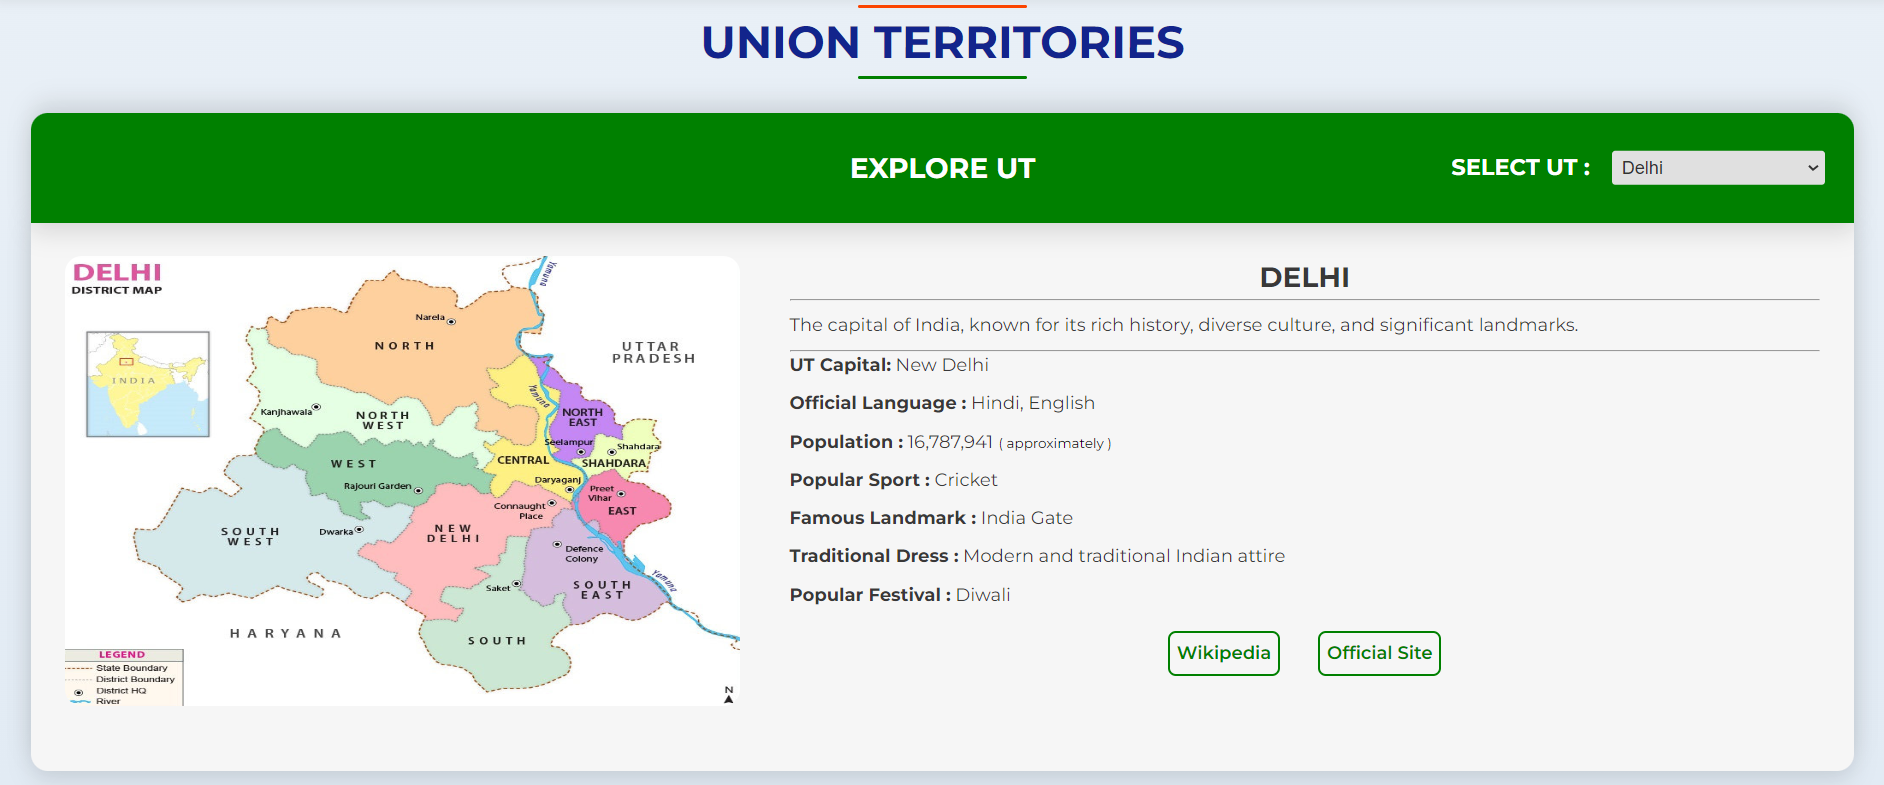 UNION TERRITORIES
EXPLORE UT
SELECT UT :
Delhi
DELHI
DISTRICT MAP
INDIA
Yamuna
Narela
NORTH
UTTAR
PRADESH
Kanjhawala
NORTH
WEST
Yamuna
NORTH
EAST
Seelampur
Shahdara
SHAHDARA
WEST
CENTRAL
Rajouri Garden
Daryaganj
Preet
Vihar
EAST
Connaught
Place
SOUTH
WEST
Dwarka
NEW
DELHI
Defence
Colony
Saket
SOUTH
EAST
Yamuna
HARYANA
SOUTH
LEGEND
State Boundary
District Boundary
District HQ
River
N
DELHI
The capital of India, known for its rich history, diverse culture, and significant landmarks.
UT Capital: New Delhi
Official Language : Hindi, English
Population : 16,787,941 ( approximately )
Popular Sport : Cricket
Famous Landmark : India Gate
Traditional Dress : Modern and traditional Indian attire
Popular Festival : Diwali
Wikipedia
Official Site